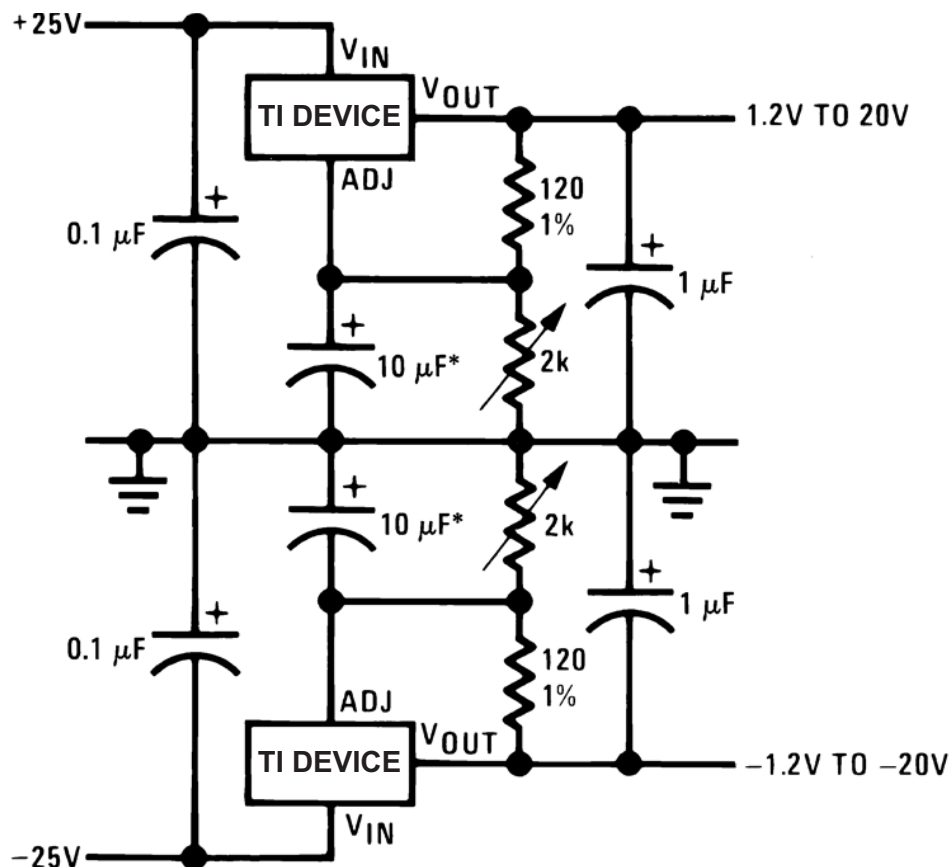 +25V
VIN
TI DEVICE
VOUT
1.2V TO 20V
ADJ
120
1%
0.1 μF
+
+
1 μF
+
10 μF*
2k
+
10 μF*
2k
+
1 μF
+
0.1 μF
120
1%
ADJ
TI DEVICE
VOUT
−1.2V TO −20V
VIN
−25V